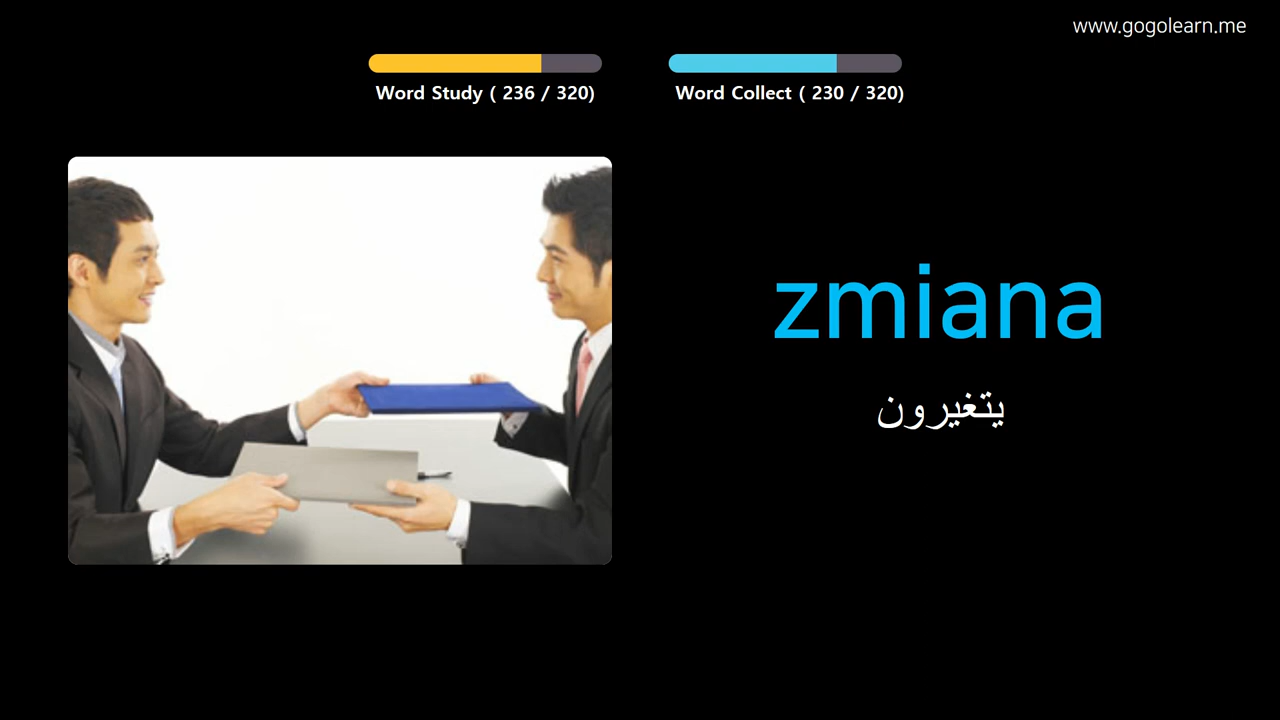 www.gogolearn.me
Word Study ( 236 / 320)
Word Collect ( 230 / 320)
zmiana
يتغيرون